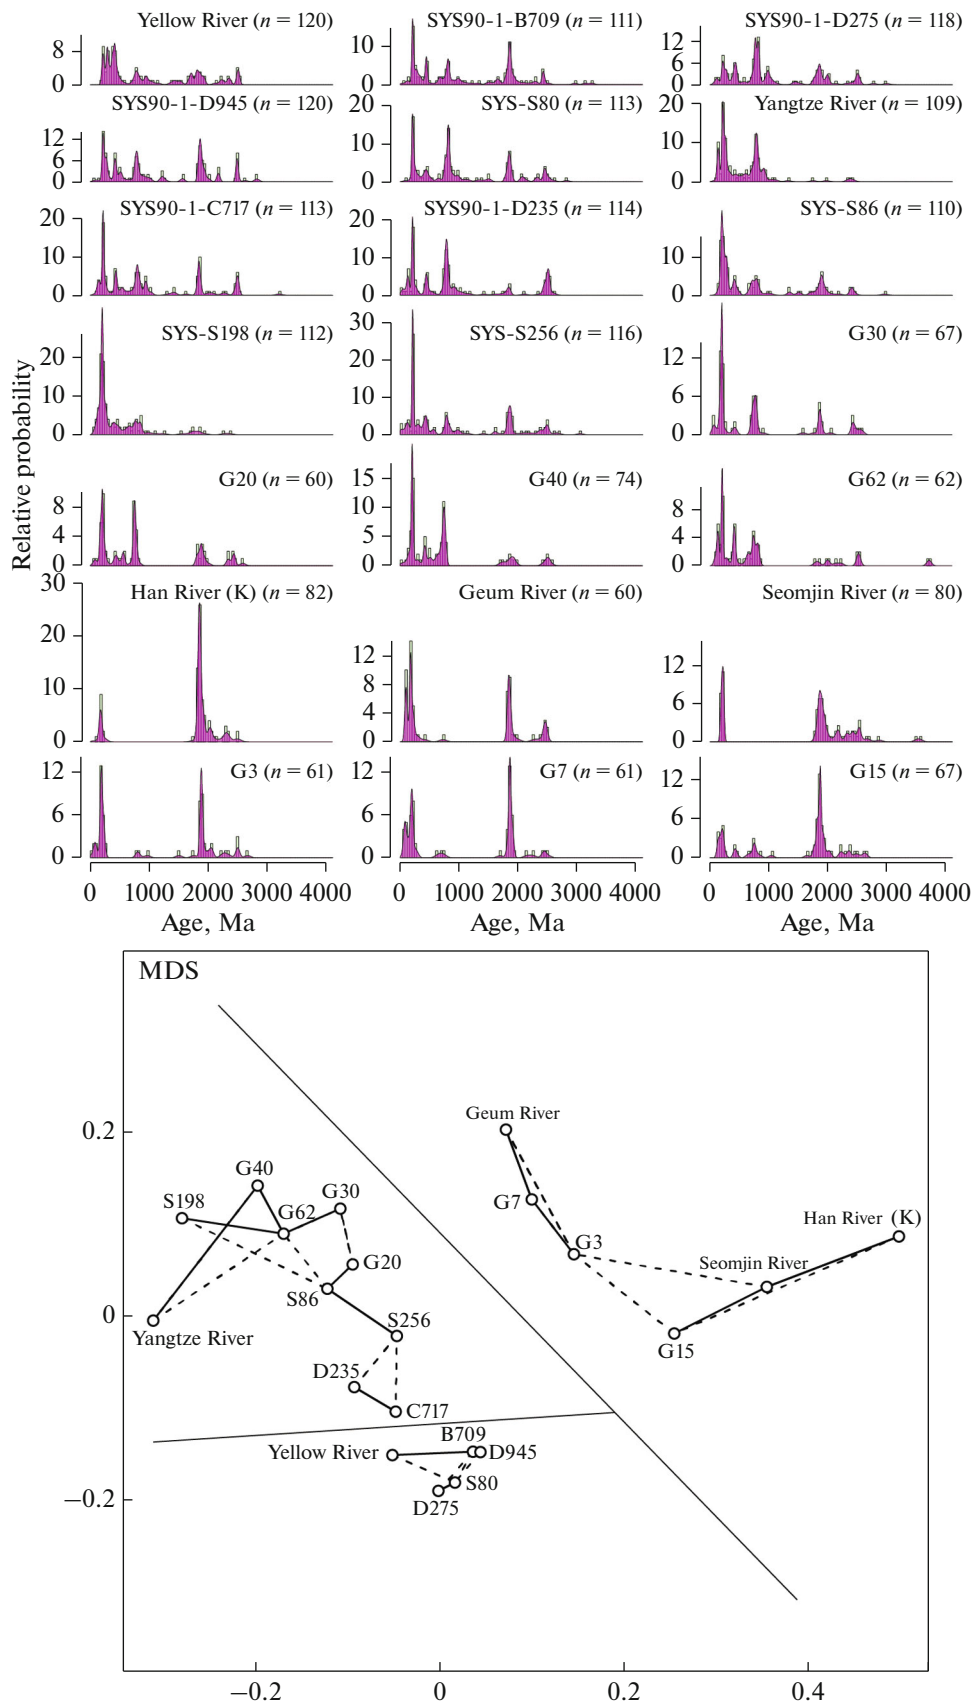 Yellow River (n = 120)
SYS90-1-B709 (n = 111)
SYS90-1-D275 (n = 118)
8
0
10
0
12
6
0
SYS90-1-D945 (n = 120)
SYS-S80 (n = 113)
Yangtze River (n = 109)
12
6
0
20
10
0
20
10
0
SYS90-1-C717 (n = 113)
SYS90-1-D235 (n = 114)
SYS-S86 (n = 110)
20
10
0
20
10
0
10
0
SYS-S198 (n = 112)
SYS-S256 (n = 116)
G30 (n = 67)
20
10
0
30
20
10
0
12
6
0
Relative probability
G20 (n = 60)
G40 (n = 74)
G62 (n = 62)
8
4
0
15
10
5
0
8
4
0
Han River (K) (n = 82)
Geum River (n = 60)
Seomjin River (n = 80)
30
20
10
0
12
8
4
0
12
6
0
G3 (n = 61)
G7 (n = 61)
G15 (n = 67)
12
6
0
12
6
0
12
6
0
0 1000 2000 3000 4000
0 1000 2000 3000 4000
0 1000 2000 3000 4000
Age, Ma
Age, Ma
Age, Ma
MDS
Geum River
0.2
G40
G30
S198
G62
G7
Han River (K)
G3
G20
Seomjin River
S86
0
S256
Yangtze River
G15
D235
C717
B709
Yellow River
D945
S80
−0.2
D275
−0.2 0 0.2 0.4